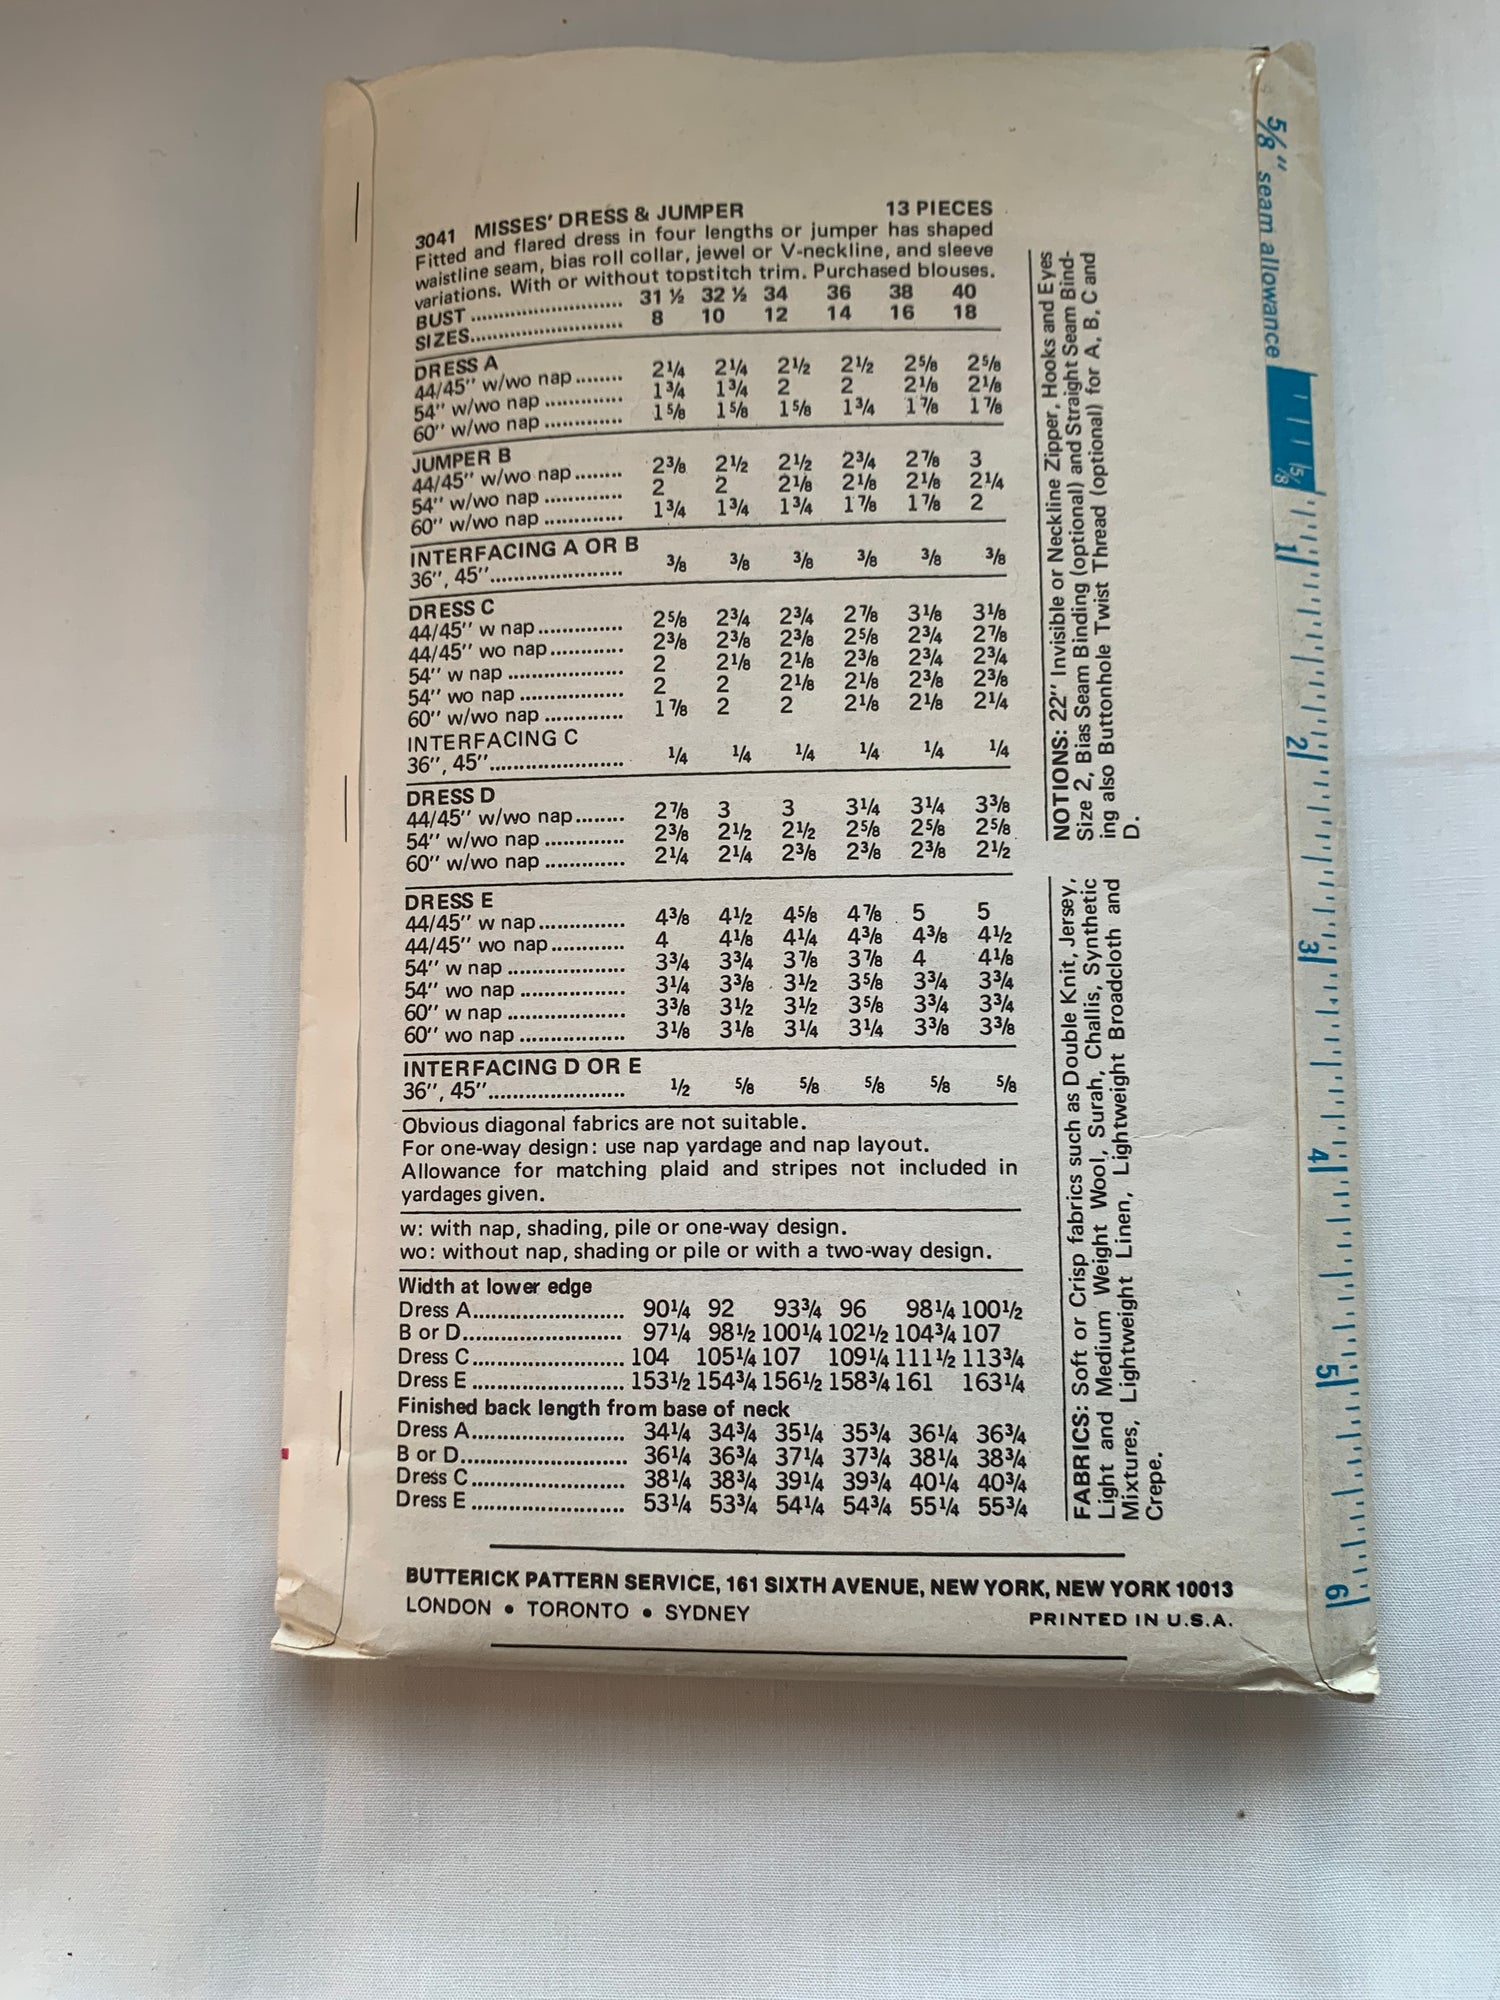 3041 MISSES' DRESS & JUMPER 13 PIECES
Fitted and flared dress in four lengths or jumper has shaped
waistline seam, bias roll collar, jewel or V-neckline, and sleeve
variations. With or without topstitch trim. Purchased blouses.
BUST ........................ 31 ½ 32 ½ 34 36 38 40
SIZES........................ 8 10 12 14 16 18
DRESS A
44/45" w/wo nap ........ 2¼ 2¼ 2½ 2½ 2⅝ 2⅝
54" w/wo nap ............. 1¾ 1¾ 2 2 2⅛ 2⅛
60" w/wo nap ............. 1⅝ 1⅝ 1⅝ 1¾ 1⅞ 1⅞
JUMPER B
44/45" w/wo nap ........ 2⅜ 2½ 2½ 2¾ 2⅞ 3
54" w/wo nap ............. 2 2 2⅛ 2⅛ 2⅛ 2¼
60" w/wo nap ............. 1¾ 1¾ 1¾ 1⅞ 1⅞ 2
INTERFACING A OR B
36", 45"....................... ⅜ ⅜ ⅜ ⅜ ⅜ ⅜
DRESS C
44/45" w nap .............. 2⅝ 2¾ 2¾ 2⅞ 3⅛ 3⅛
44/45" wo nap ............ 2⅜ 2⅜ 2⅜ 2⅝ 2¾ 2⅞
54" w nap ................... 2 2⅛ 2⅛ 2⅜ 2¾ 2¾
54" wo nap ................. 2 2 2⅛ 2⅛ 2⅜ 2⅜
60" w/wo nap ............. 1⅞ 2 2 2⅛ 2⅛ 2¼
INTERFACING C
36", 45"....................... ¼ ¼ ¼ ¼ ¼ ¼
DRESS D
44/45" w/wo nap........ 2⅞ 3 3 3¼ 3¼ 3⅜
54" w/wo nap ............. 2⅜ 2½ 2½ 2⅝ 2⅝ 2⅝
60" w/wo nap ............. 2¼ 2¼ 2⅜ 2⅜ 2⅜ 2½
DRESS E
44/45" w nap.............. 4⅜ 4½ 4⅝ 4⅞ 5 5
44/45" wo nap............ 4 4⅛ 4¼ 4⅜ 4⅜ 4½
54" w nap ................... 3¾ 3¾ 3⅞ 3⅞ 4 4⅛
54" wo nap ................. 3¼ 3⅜ 3½ 3⅝ 3¾ 3¾
60" w nap ................... 3⅜ 3½ 3½ 3⅝ 3¾ 3¾
60" wo nap ................. 3⅛ 3⅛ 3¼ 3¼ 3⅜ 3⅜
INTERFACING D OR E
36", 45"....................... ½ ⅝ ⅝ ⅝ ⅝ ⅝
Obvious diagonal fabrics are not suitable.
For one-way design: use nap yardage and nap layout.
Allowance for matching plaid and stripes not included in
yardages given.
w: with nap, shading, pile or one-way design.
wo: without nap, shading or pile or with a two-way design.
Width at lower edge
Dress A......................... 90¼ 92 93¾ 96 98¼ 100½
B or D........................... 97¼ 98½ 100¼ 102½ 104¾ 107
Dress C......................... 104 105¼ 107 109¼ 111½ 113¾
Dress E ......................... 153½ 154¾ 156½ 158¾ 161 163¼
Finished back length from base of neck
Dress A......................... 34¼ 34¾ 35¼ 35¾ 36¼ 36¾
B or D........................... 36¼ 36¾ 37¼ 37¾ 38¼ 38¾
Dress C......................... 38¼ 38¾ 39¼ 39¾ 40¼ 40¾
Dress E ......................... 53¼ 53¾ 54¼ 54¾ 55¼ 55¾
NOTIONS: 22" Invisible or Neckline Zipper, Hooks and Eyes
Size 2, Bias Seam Binding (optional) and Straight Seam Bind-
ing also Buttonhole Twist Thread (optional) for A, B, C and
D.
FABRICS: Soft or Crisp fabrics such as Double Knit, Jersey,
Light and Medium Weight Wool, Surah, Challis, Synthetic
Mixtures, Lightweight Linen, Lightweight Broadcloth and
Crepe.
BUTTERICK PATTERN SERVICE, 161 SIXTH AVENUE, NEW YORK, NEW YORK 10013
LONDON • TORONTO • SYDNEY PRINTED IN U.S.A.
5/8" seam allowance
5/8
1
2
3
4
5
6